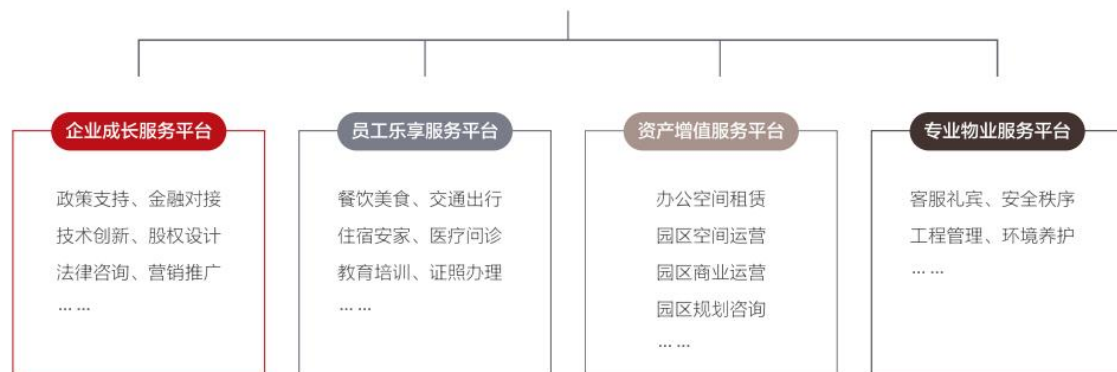 企业成长服务平台
政策支持、金融对接
技术创新、股权设计
法律咨询、营销推广
... ...
员工乐享服务平台
餐饮美食、交通出行
住宿安家、医疗问诊
教育培训、证照办理
... ...
资产增值服务平台
办公空间租赁
园区空间运营
园区商业运营
园区规划咨询
... ...
专业物业服务平台
客服礼宾、安全秩序
工程管理、环境养护
... ...